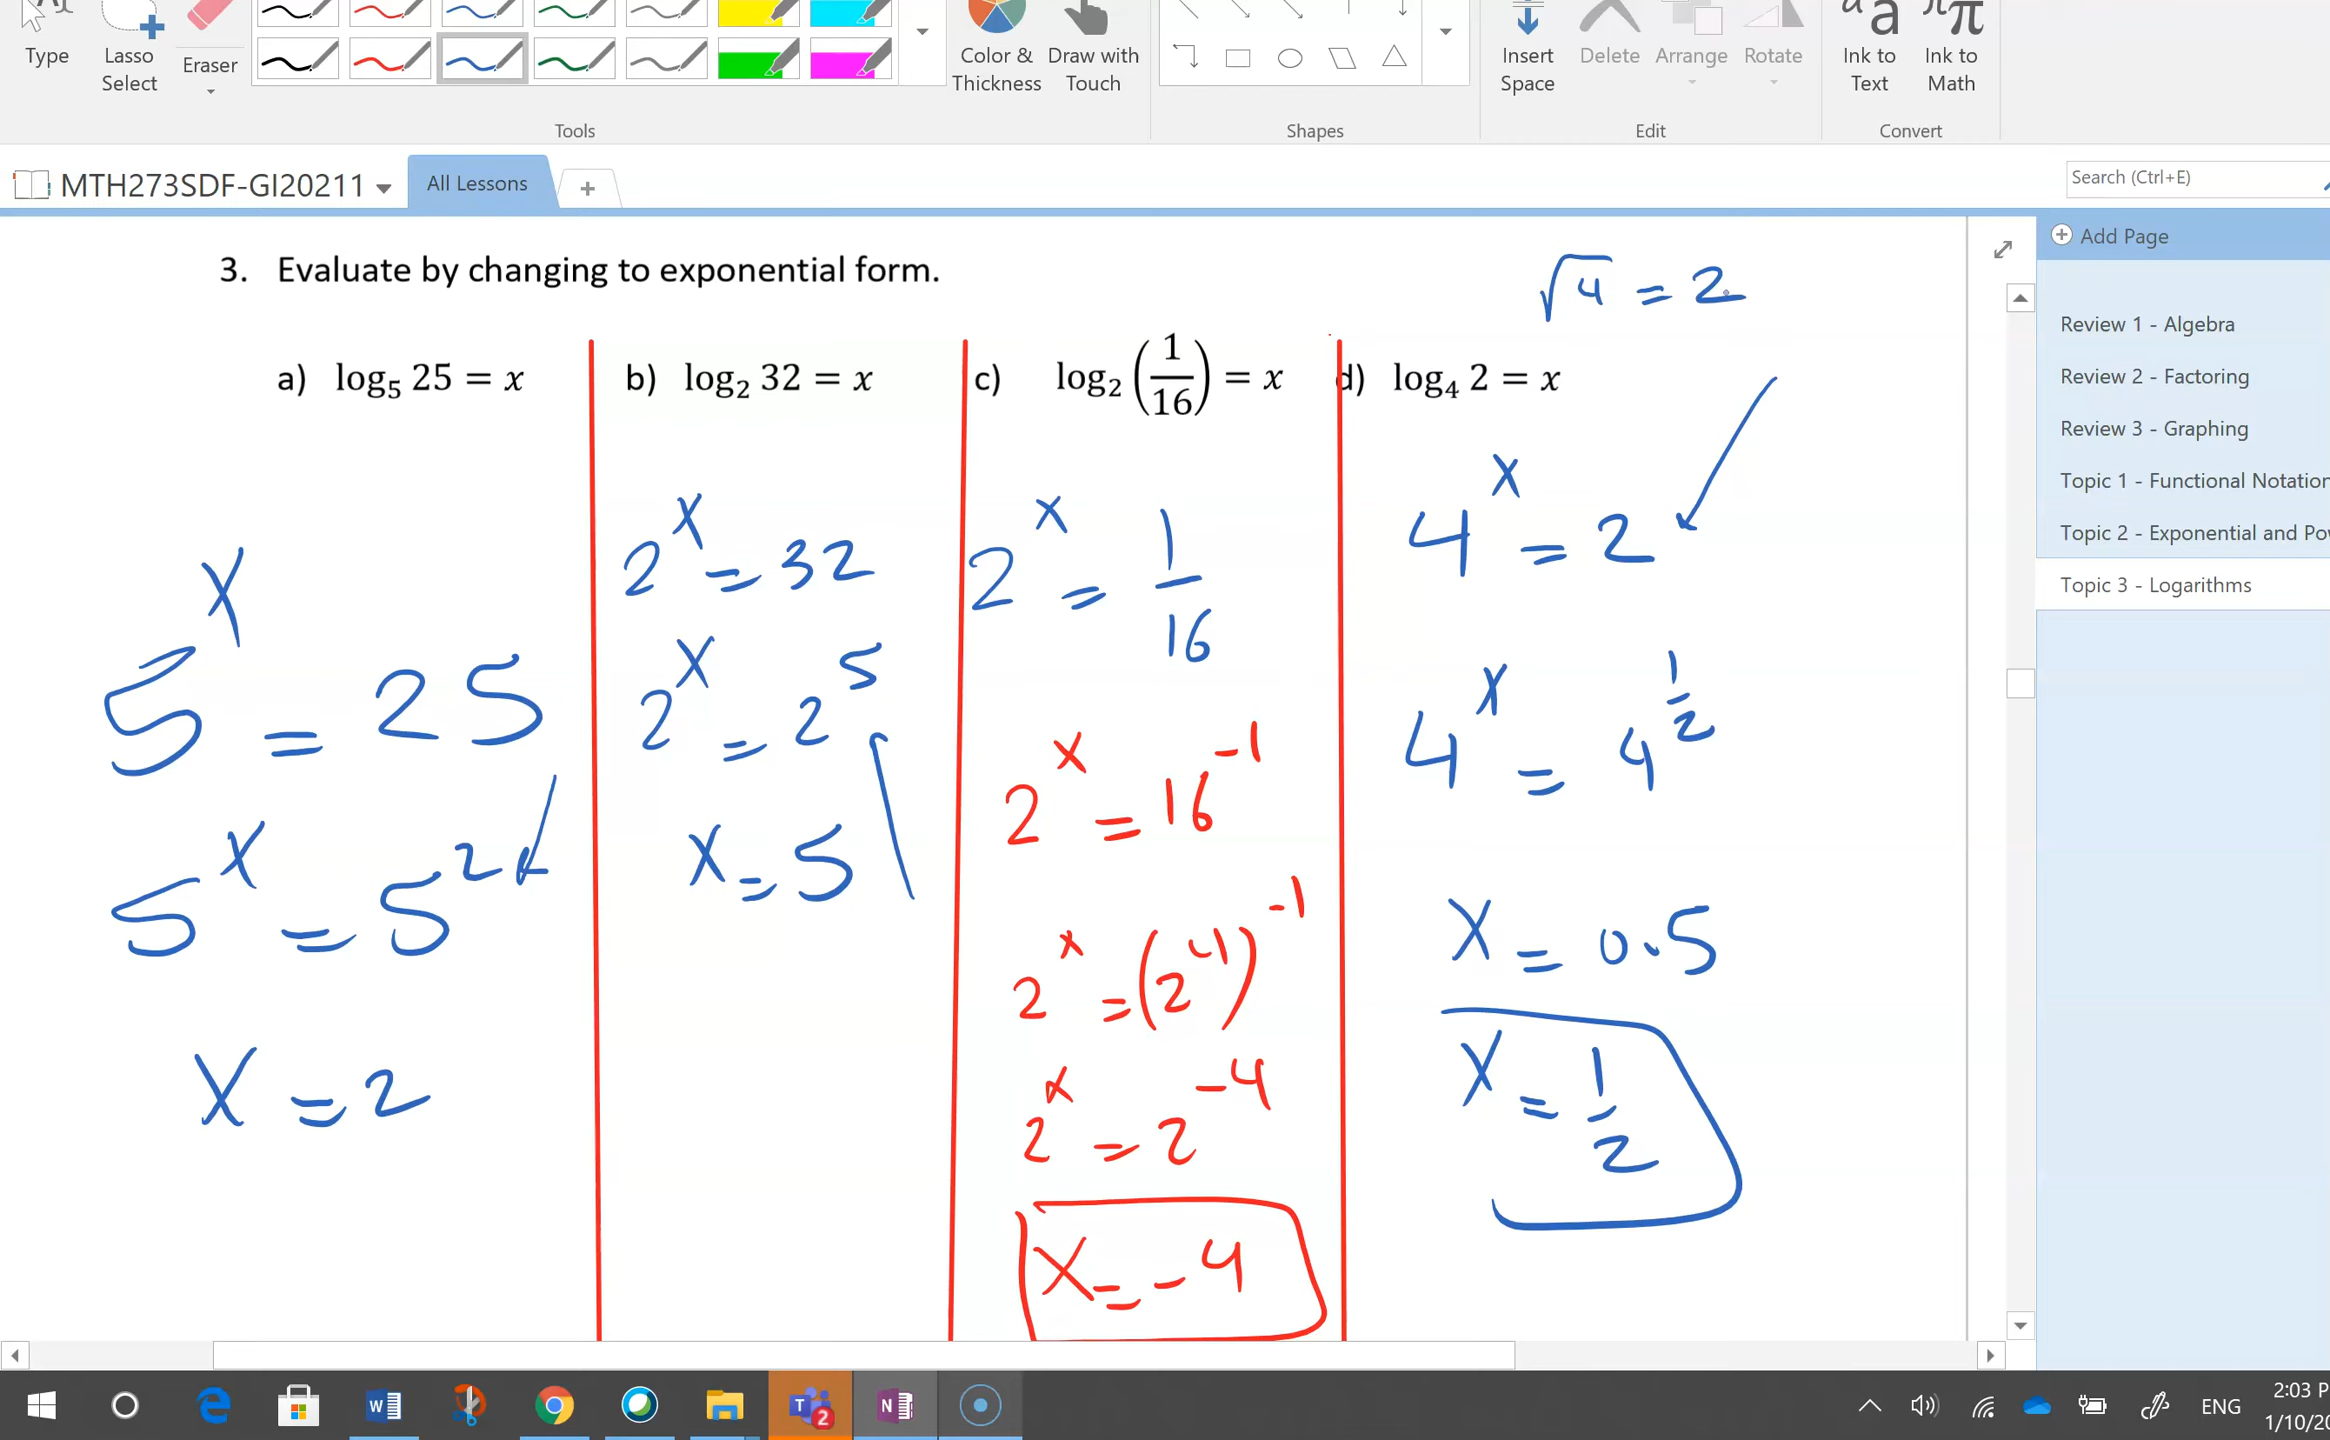 Type
Lasso Select
Eraser
Color & Thickness
Draw with Touch
Insert Space
Delete
Arrange
Rotate
Ink to Text
Ink to Math
Tools
Shapes
Edit
Convert
MTH273SDF-GI20211
All Lessons
+
Search (Ctrl+E)
Add Page
Review 1 - Algebra
Review 2 - Factoring
Review 3 - Graphing
Topic 1 - Functional Notation
Topic 2 - Exponential and Po
Topic 3 - Logarithms
3. Evaluate by changing to exponential form.
√4 = 2
a) log₅ 25 = x
5^x = 25
5^x = 5^2
x = 2
b) log₂ 32 = x
2^x = 32
2^x = 2^5
x = 5
c) log₂ (1/16) = x
2^x = 1/16
2^x = 16^-1
2^x = (2^4)^-1
2^x = 2^-4
x = -4
d) log₄ 2 = x
4^x = 2
4^x = 4^1/2
x = 0.5
x = 1/2
W
T
2
N
ENG
2:03 P
1/10/20